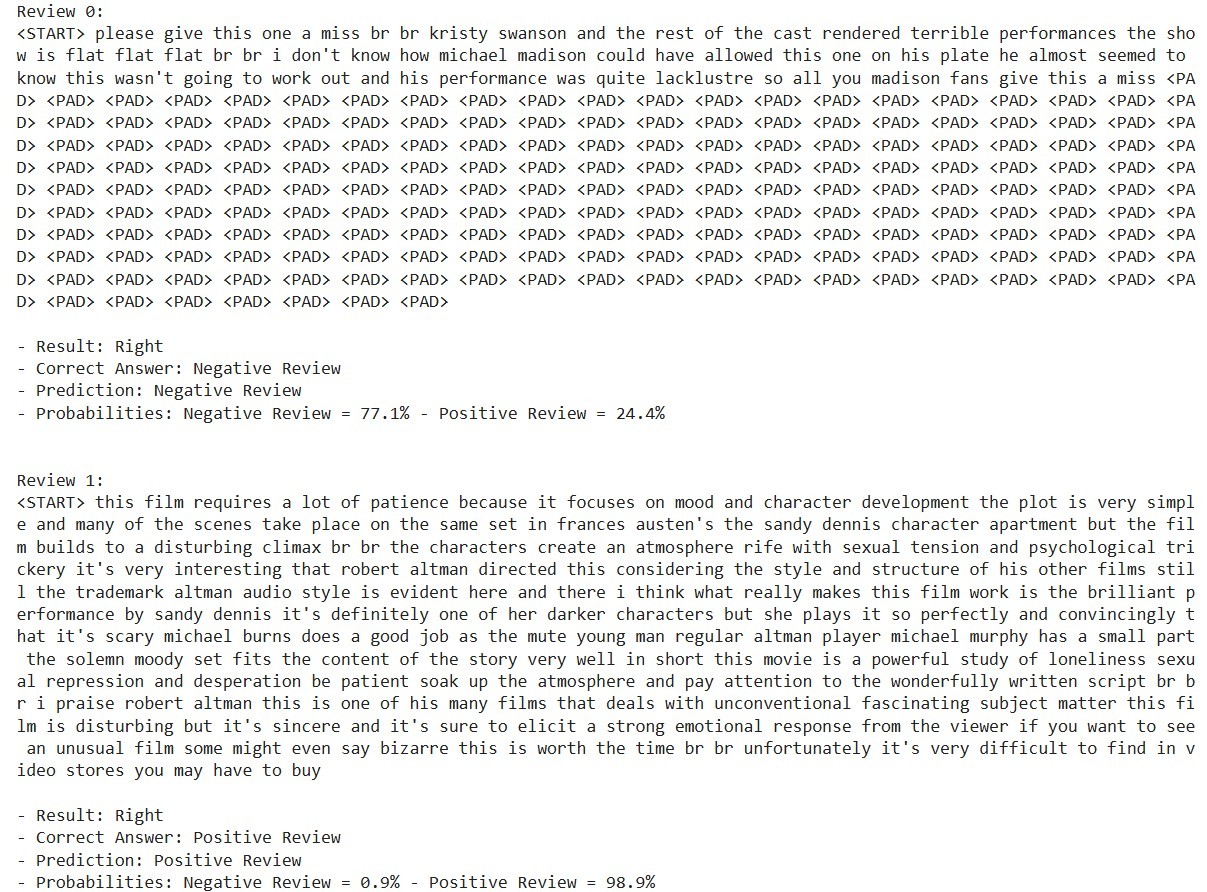 Review 0:
<START> please give this one a miss br br kristy swanson and the rest of the cast rendered terrible performances the sho
w is flat flat flat br br i don't know how michael madison could have allowed this one on his plate he almost seemed to
know this wasn't going to work out and his performance was quite lacklustre so all you madison fans give this a miss <PA
D> <PAD> <PAD> <PAD> <PAD> <PAD> <PAD> <PAD> <PAD> <PAD> <PAD> <PAD> <PAD> <PAD> <PAD> <PAD> <PAD> <PAD> <PAD> <PAD> <PA
D> <PAD> <PAD> <PAD> <PAD> <PAD> <PAD> <PAD> <PAD> <PAD> <PAD> <PAD> <PAD> <PAD> <PAD> <PAD> <PAD> <PAD> <PAD> <PAD> <PA
D> <PAD> <PAD> <PAD> <PAD> <PAD> <PAD> <PAD> <PAD> <PAD> <PAD> <PAD> <PAD> <PAD> <PAD> <PAD> <PAD> <PAD> <PAD> <PAD> <PA
D> <PAD> <PAD> <PAD> <PAD> <PAD> <PAD> <PAD> <PAD> <PAD> <PAD> <PAD> <PAD> <PAD> <PAD> <PAD> <PAD> <PAD> <PAD> <PAD> <PA
D> <PAD> <PAD> <PAD> <PAD> <PAD> <PAD> <PAD> <PAD> <PAD> <PAD> <PAD> <PAD> <PAD> <PAD> <PAD> <PAD> <PAD> <PAD> <PAD> <PA
D> <PAD> <PAD> <PAD> <PAD> <PAD> <PAD> <PAD> <PAD> <PAD> <PAD> <PAD> <PAD> <PAD> <PAD> <PAD> <PAD> <PAD> <PAD> <PAD> <PA
D> <PAD> <PAD> <PAD> <PAD> <PAD> <PAD> <PAD> <PAD> <PAD> <PAD> <PAD> <PAD> <PAD> <PAD> <PAD> <PAD> <PAD> <PAD> <PAD> <PA
D> <PAD> <PAD> <PAD> <PAD> <PAD> <PAD> <PAD> <PAD> <PAD> <PAD> <PAD> <PAD> <PAD> <PAD> <PAD> <PAD> <PAD> <PAD> <PAD> <PA
D> <PAD> <PAD> <PAD> <PAD> <PAD> <PAD> <PAD> <PAD> <PAD> <PAD> <PAD> <PAD> <PAD> <PAD> <PAD> <PAD> <PAD> <PAD> <PAD> <PA
D> <PAD> <PAD> <PAD> <PAD> <PAD> <PAD> <PAD>
- Result: Right
- Correct Answer: Negative Review
- Prediction: Negative Review
- Probabilities: Negative Review = 77.1% - Positive Review = 24.4%
Review 1:
<START> this film requires a lot of patience because it focuses on mood and character development the plot is very simpl
e and many of the scenes take place on the same set in frances austen's the sandy dennis character apartment but the fil
m builds to a disturbing climax br br the characters create an atmosphere rife with sexual tension and psychological tri
ckery it's very interesting that robert altman directed this considering the style and structure of his other films stil
l the trademark altman audio style is evident here and there i think what really makes this film work is the brilliant p
erformance by sandy dennis it's definitely one of her darker characters but she plays it so perfectly and convincingly t
hat it's scary michael burns does a good job as the mute young man regular altman player michael murphy has a small part
the solemn moody set fits the content of the story very well in short this movie is a powerful study of loneliness sexu
al repression and desperation be patient soak up the atmosphere and pay attention to the wonderfully written script br b
r i praise robert altman this is one of his many films that deals with unconventional fascinating subject matter this fi
lm is disturbing but it's sincere and it's sure to elicit a strong emotional response from the viewer if you want to see
an unusual film some might even say bizarre this is worth the time br br unfortunately it's very difficult to find in v
ideo stores you may have to buy
- Result: Right
- Correct Answer: Positive Review
- Prediction: Positive Review
- Probabilities: Negative Review = 0.9% - Positive Review = 98.9%